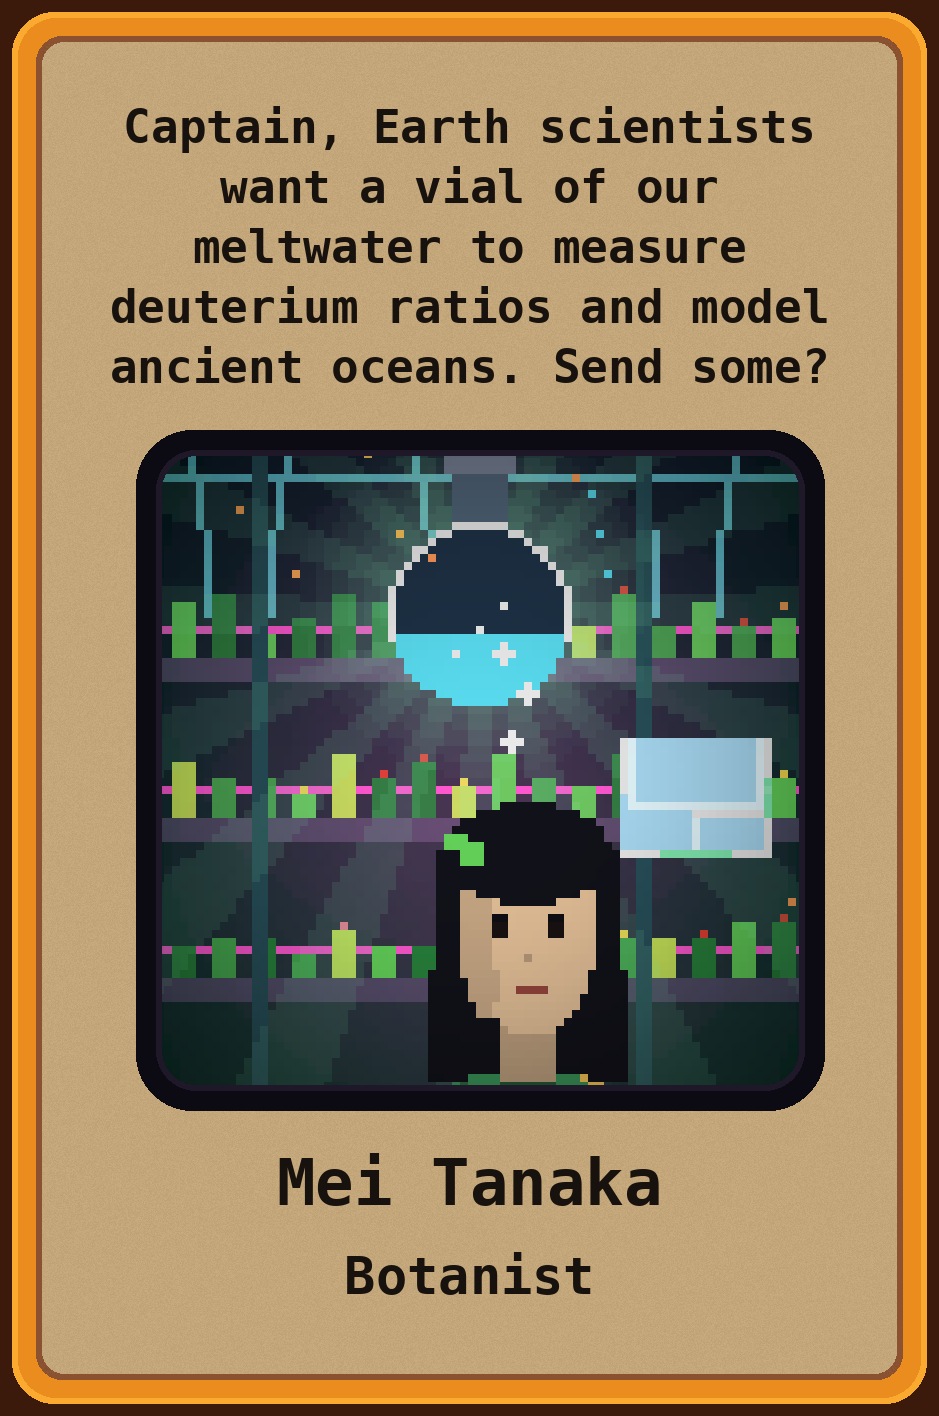 Captain, Earth scientists
want a vial of our
meltwater to measure
deuterium ratios and model
ancient oceans. Send some?
Mei Tanaka
Botanist